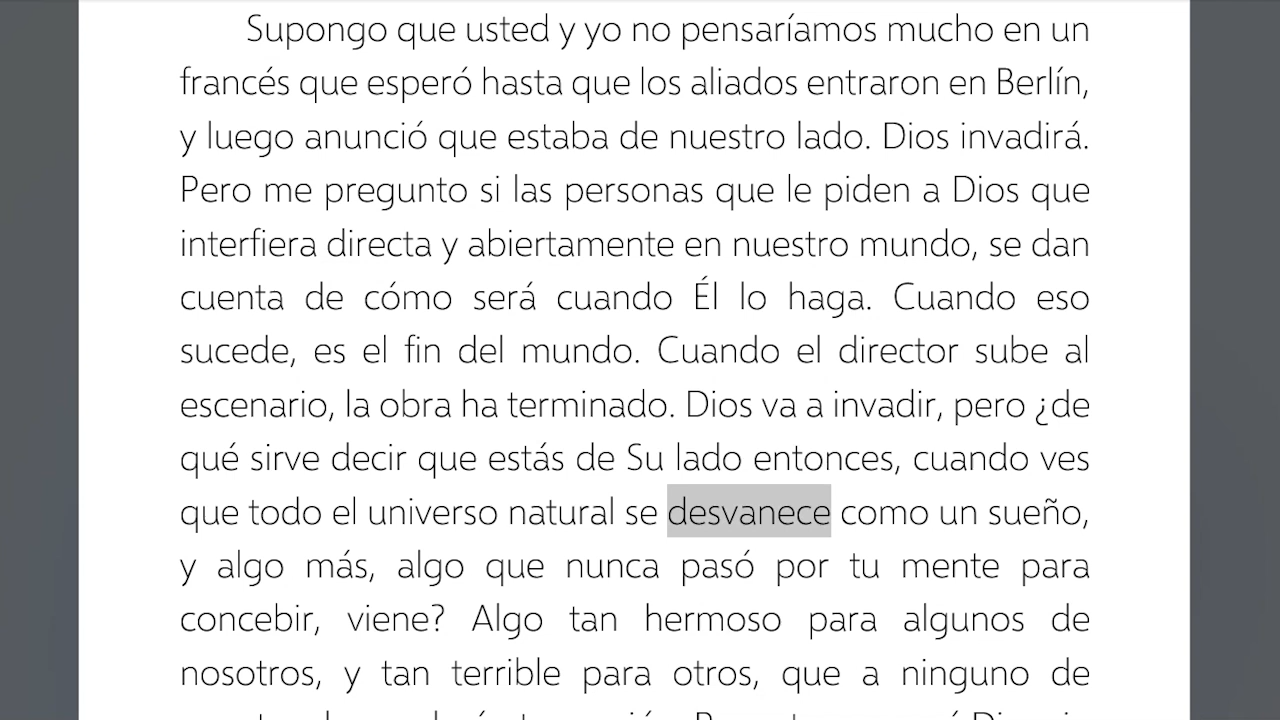 Supongo que usted y yo no pensaríamos mucho en un
francés que esperó hasta que los aliados entraron en Berlín,
y luego anunció que estaba de nuestro lado. Dios invadirá.
Pero me pregunto si las personas que le piden a Dios que
interfiera directa y abiertamente en nuestro mundo, se dan
cuenta de cómo será cuando Él lo haga. Cuando eso
sucede, es el fin del mundo. Cuando el director sube al
escenario, la obra ha terminado. Dios va a invadir, pero ¿de
qué sirve decir que estás de Su lado entonces, cuando ves
que todo el universo natural se desvanece como un sueño,
y algo más, algo que nunca pasó por tu mente para
concebir, viene? Algo tan hermoso para algunos de
nosotros, y tan terrible para otros, que a ninguno de